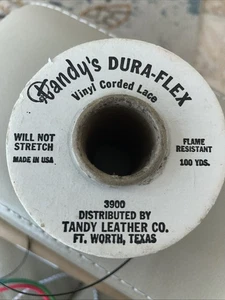 Tandy's DURA-FLEX
Vinyl Corded Lace
WILL NOT
STRETCH
MADE IN USA
FLAME
RESISTANT
100 YDS.
3900
DISTRIBUTED BY
TANDY LEATHER CO.
FT. WORTH, TEXAS